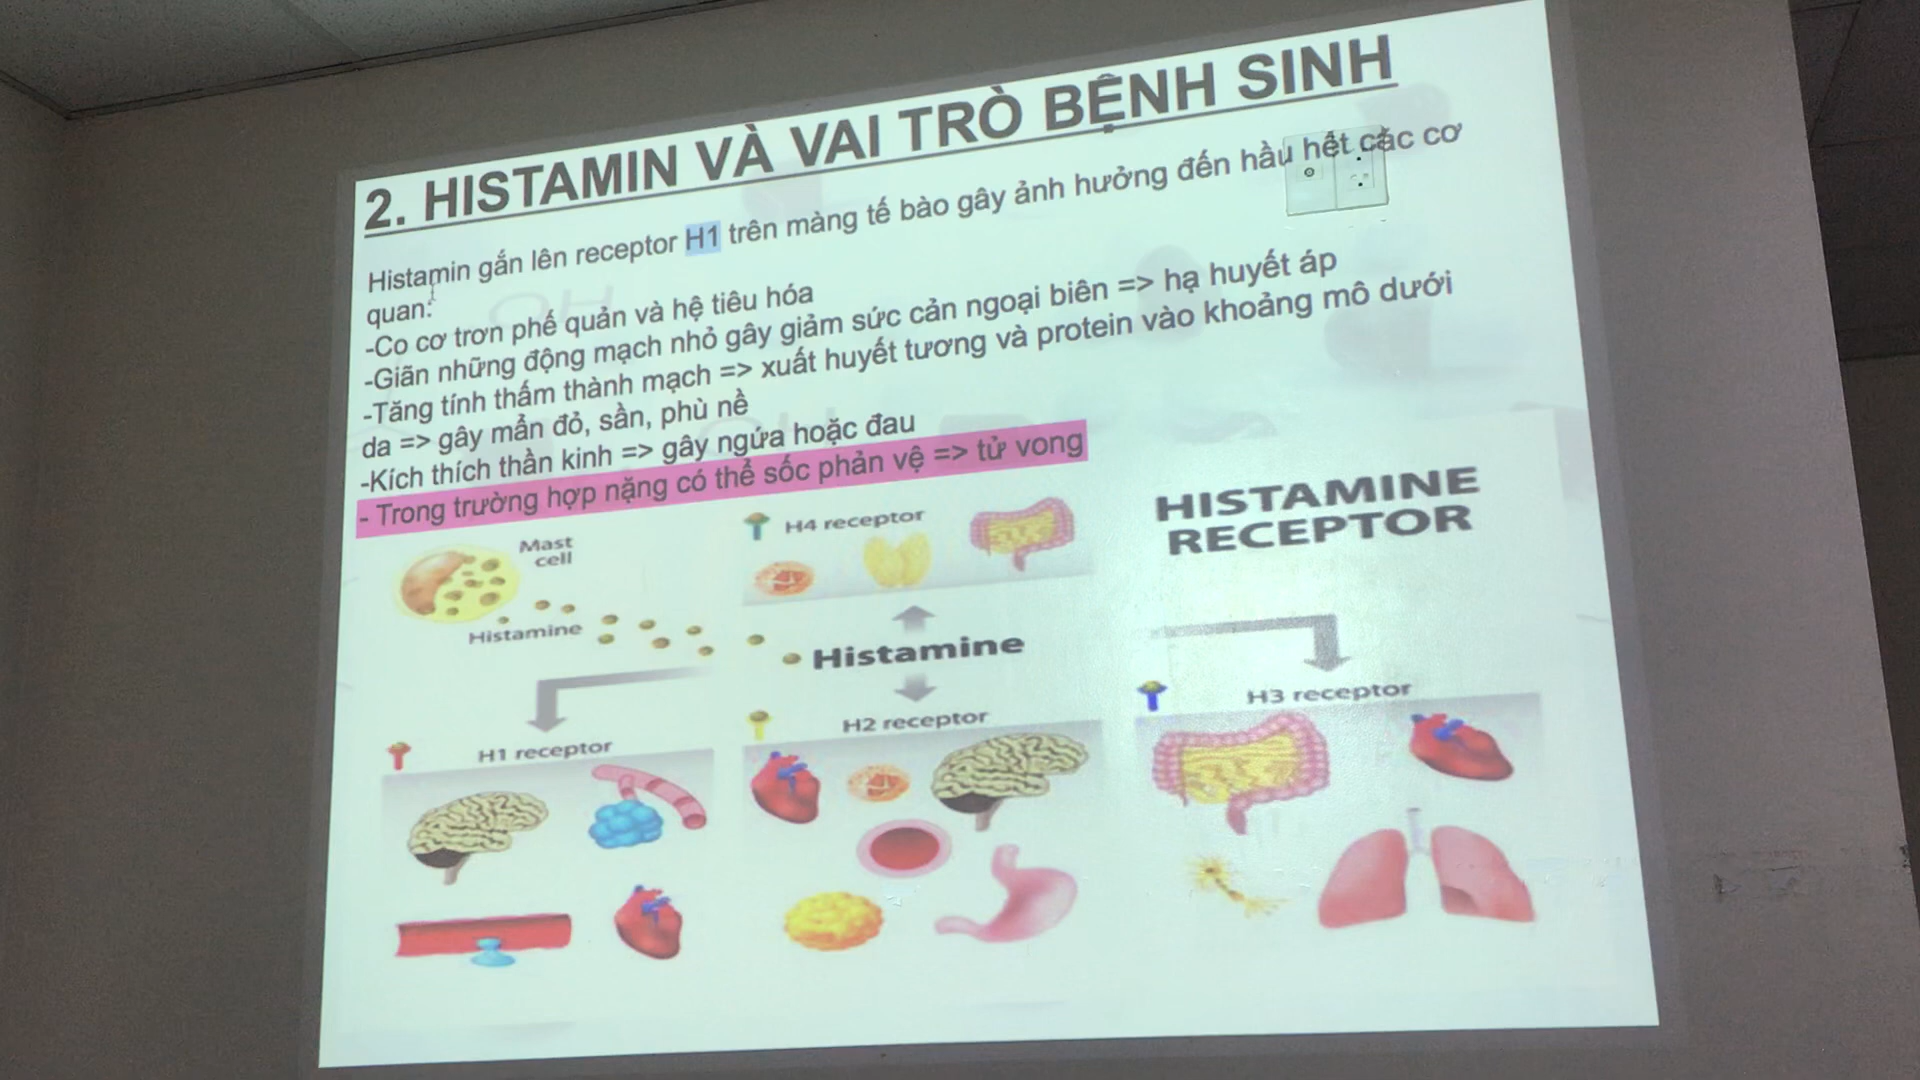 2. HISTAMIN VÀ VAI TRÒ BỆNH SINH
Histamin gắn lên receptor H1 trên màng tế bào gây ảnh hưởng đến hầu hết các cơ
quan:
-Co cơ trơn phế quản và hệ tiêu hóa
-Giãn những động mạch nhỏ gây giảm sức cản ngoại biên => hạ huyết áp
-Tăng tính thấm thành mạch => xuất huyết tương và protein vào khoảng mô dưới
da => gây mẩn đỏ, sần, phù nề
-Kích thích thần kinh => gây ngứa hoặc đau
- Trong trường hợp nặng có thể sốc phản vệ => tử vong
HISTAMINE
RECEPTOR
Mast
cell
H4 receptor
Histamine
Histamine
H1 receptor
H2 receptor
H3 receptor